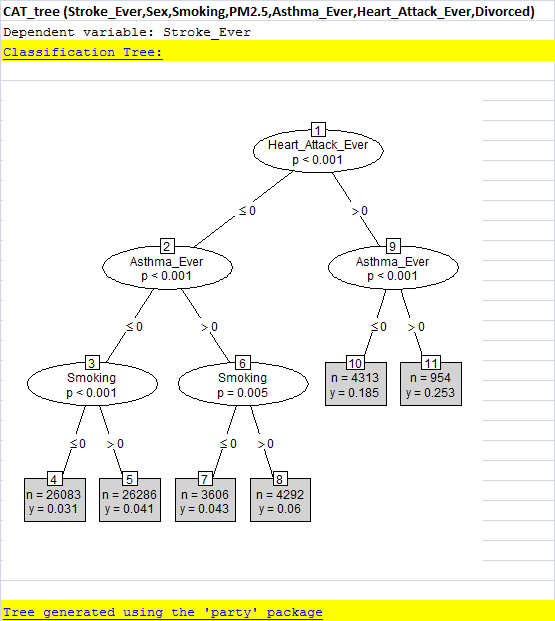 CAT_tree (Stroke_Ever,Sex,Smoking,PM2.5,Asthma_Ever,Heart_Attack_Ever,Divorced)
Dependent variable: Stroke_Ever
Classification Tree:
1
Heart_Attack_Ever
p < 0.001
≤ 0
> 0
2
Asthma_Ever
p < 0.001
9
Asthma_Ever
p < 0.001
≤ 0
> 0
≤ 0
> 0
3
Smoking
p < 0.001
6
Smoking
p = 0.005
10
n = 4313
y = 0.185
11
n = 954
y = 0.253
≤ 0
> 0
≤ 0
> 0
4
n = 26083
y = 0.031
5
n = 26286
y = 0.041
7
n = 3606
y = 0.043
8
n = 4292
y = 0.06
Tree generated using the 'party' package